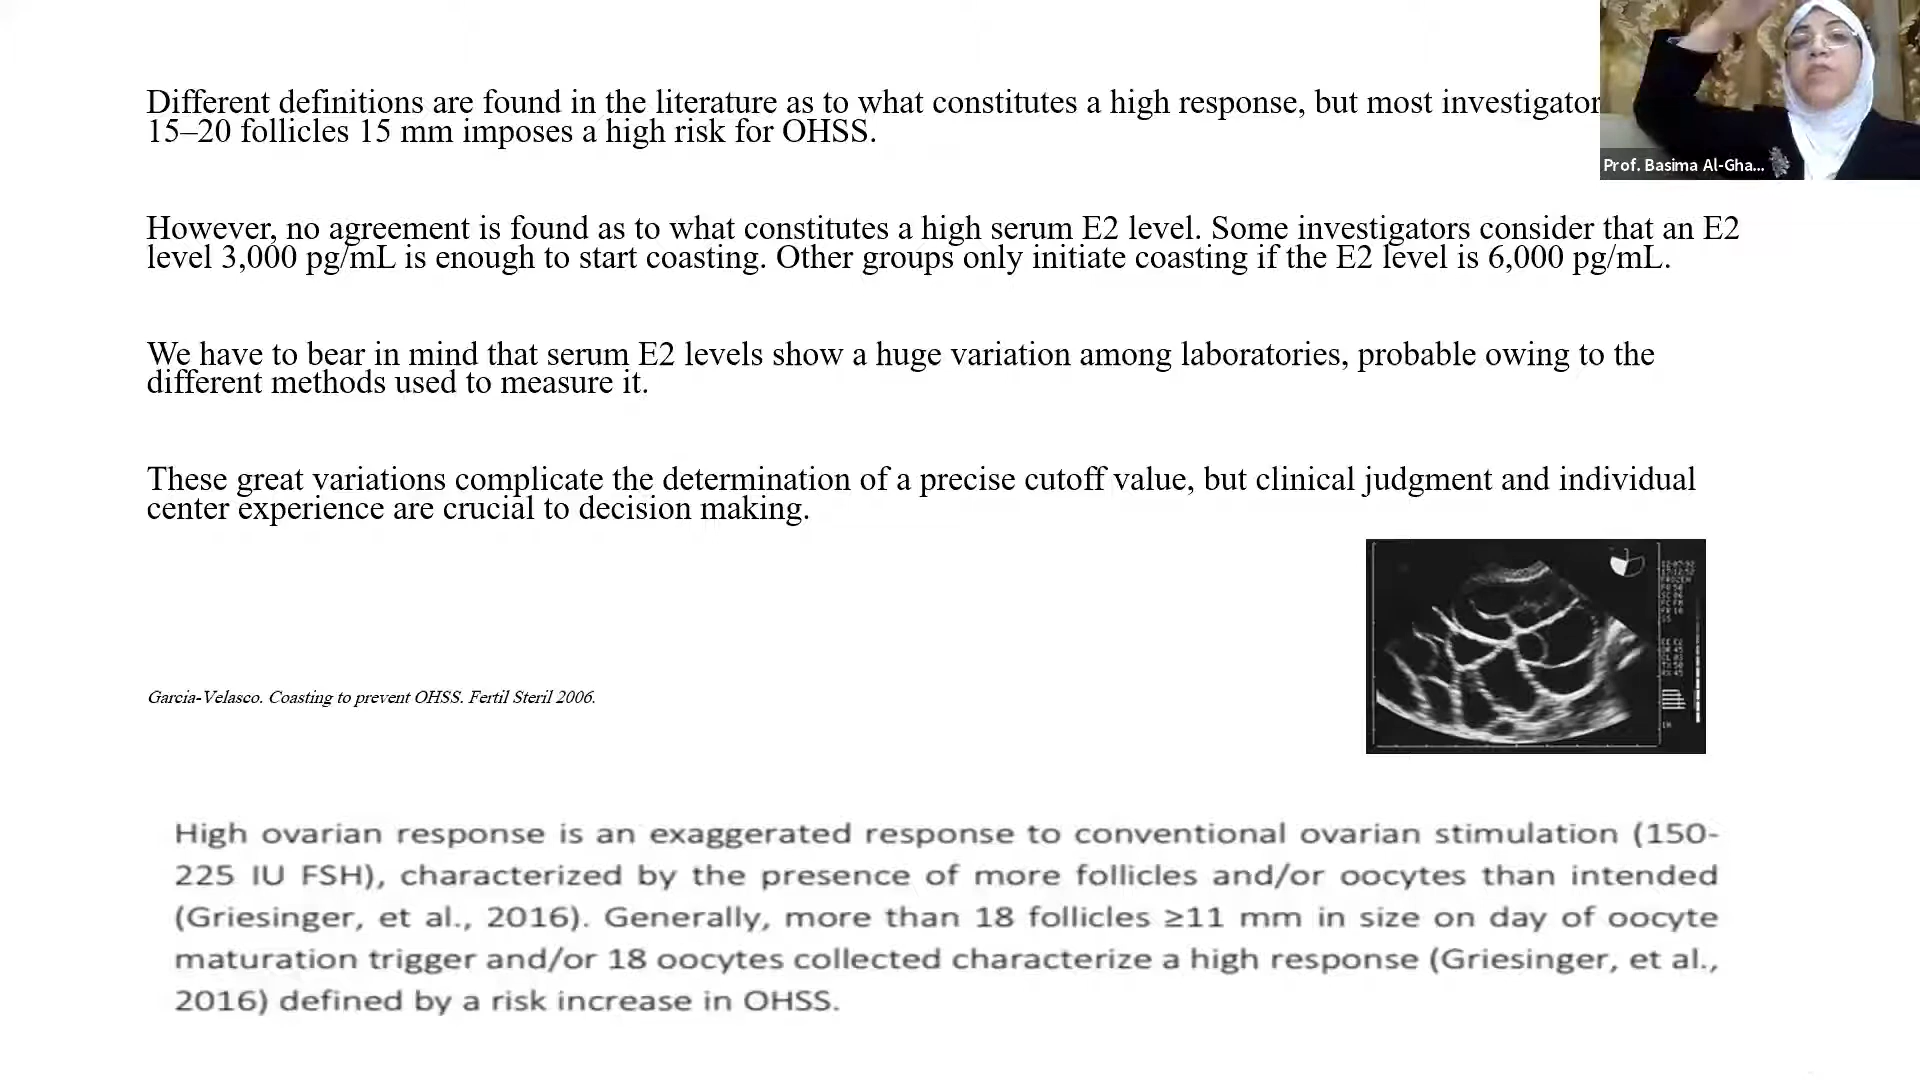 Different definitions are found in the literature as to what constitutes a high response, but most investigator
15–20 follicles 15 mm imposes a high risk for OHSS.
Prof. Basima Al-Gha...
However, no agreement is found as to what constitutes a high serum E2 level. Some investigators consider that an E2
level 3,000 pg/mL is enough to start coasting. Other groups only initiate coasting if the E2 level is 6,000 pg/mL.
We have to bear in mind that serum E2 levels show a huge variation among laboratories, probable owing to the
different methods used to measure it.
These great variations complicate the determination of a precise cutoff value, but clinical judgment and individual
center experience are crucial to decision making.
Garcia-Velasco. Coasting to prevent OHSS. Fertil Steril 2006.
High ovarian response is an exaggerated response to conventional ovarian stimulation (150-
225 IU FSH), characterized by the presence of more follicles and/or oocytes than intended
(Griesinger, et al., 2016). Generally, more than 18 follicles ≥11 mm in size on day of oocyte
maturation trigger and/or 18 oocytes collected characterize a high response (Griesinger, et al.,
2016) defined by a risk increase in OHSS.